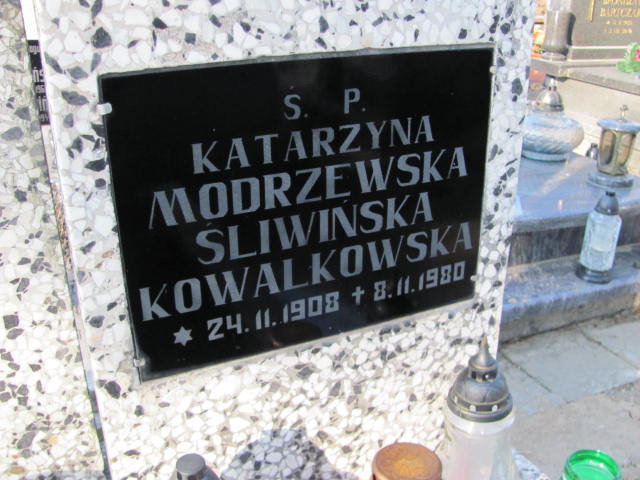 Ś. P.
KATARZYNA
MODRZEWSKA
ŚLIWIŃSKA
KOWALKOWSKA
* 24.11.1908 + 8.11.1980